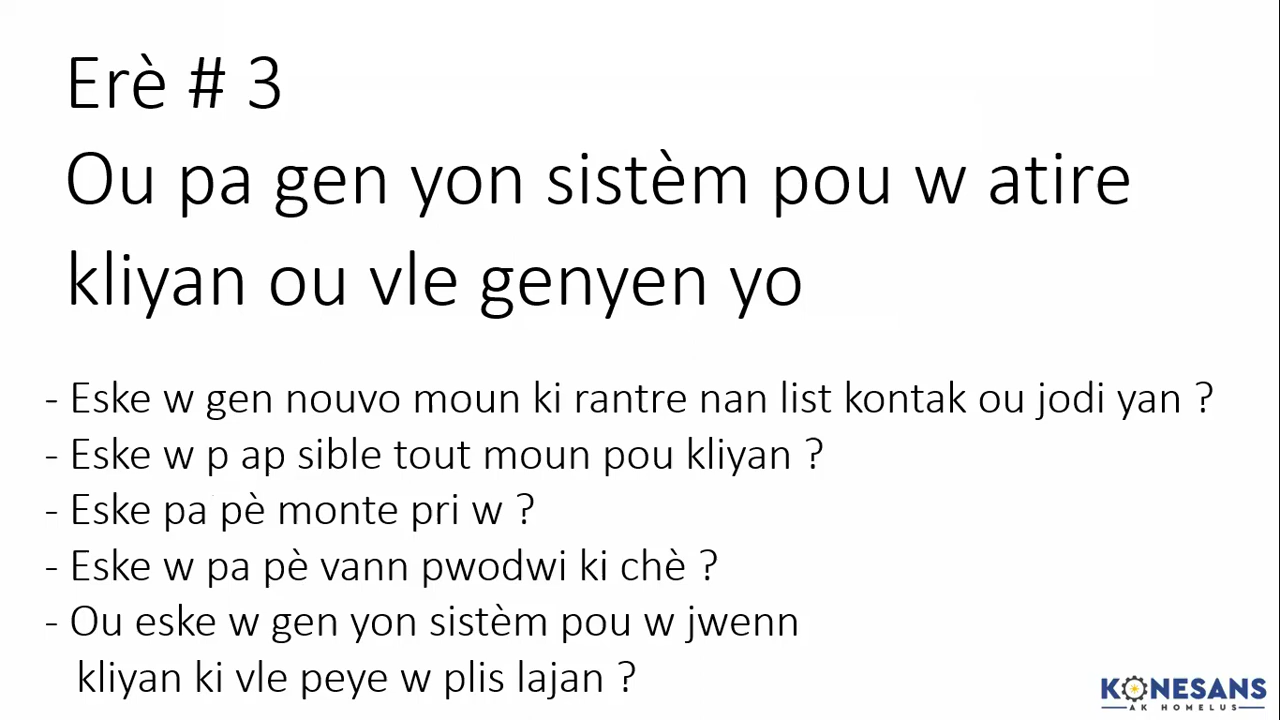 Erè # 3
Ou pa gen yon sistèm pou w atire
kliyan ou vle genyen yo
- Eske w gen nouvo moun ki rantre nan list kontak ou jodi yan ?
- Eske w p ap sible tout moun pou kliyan ?
- Eske pa pè monte pri w ?
- Eske w pa pè vann pwodwi ki chè ?
- Ou eske w gen yon sistèm pou w jwenn
kliyan ki vle peye w plis lajan ?
KONESANS
AK HOMELUS